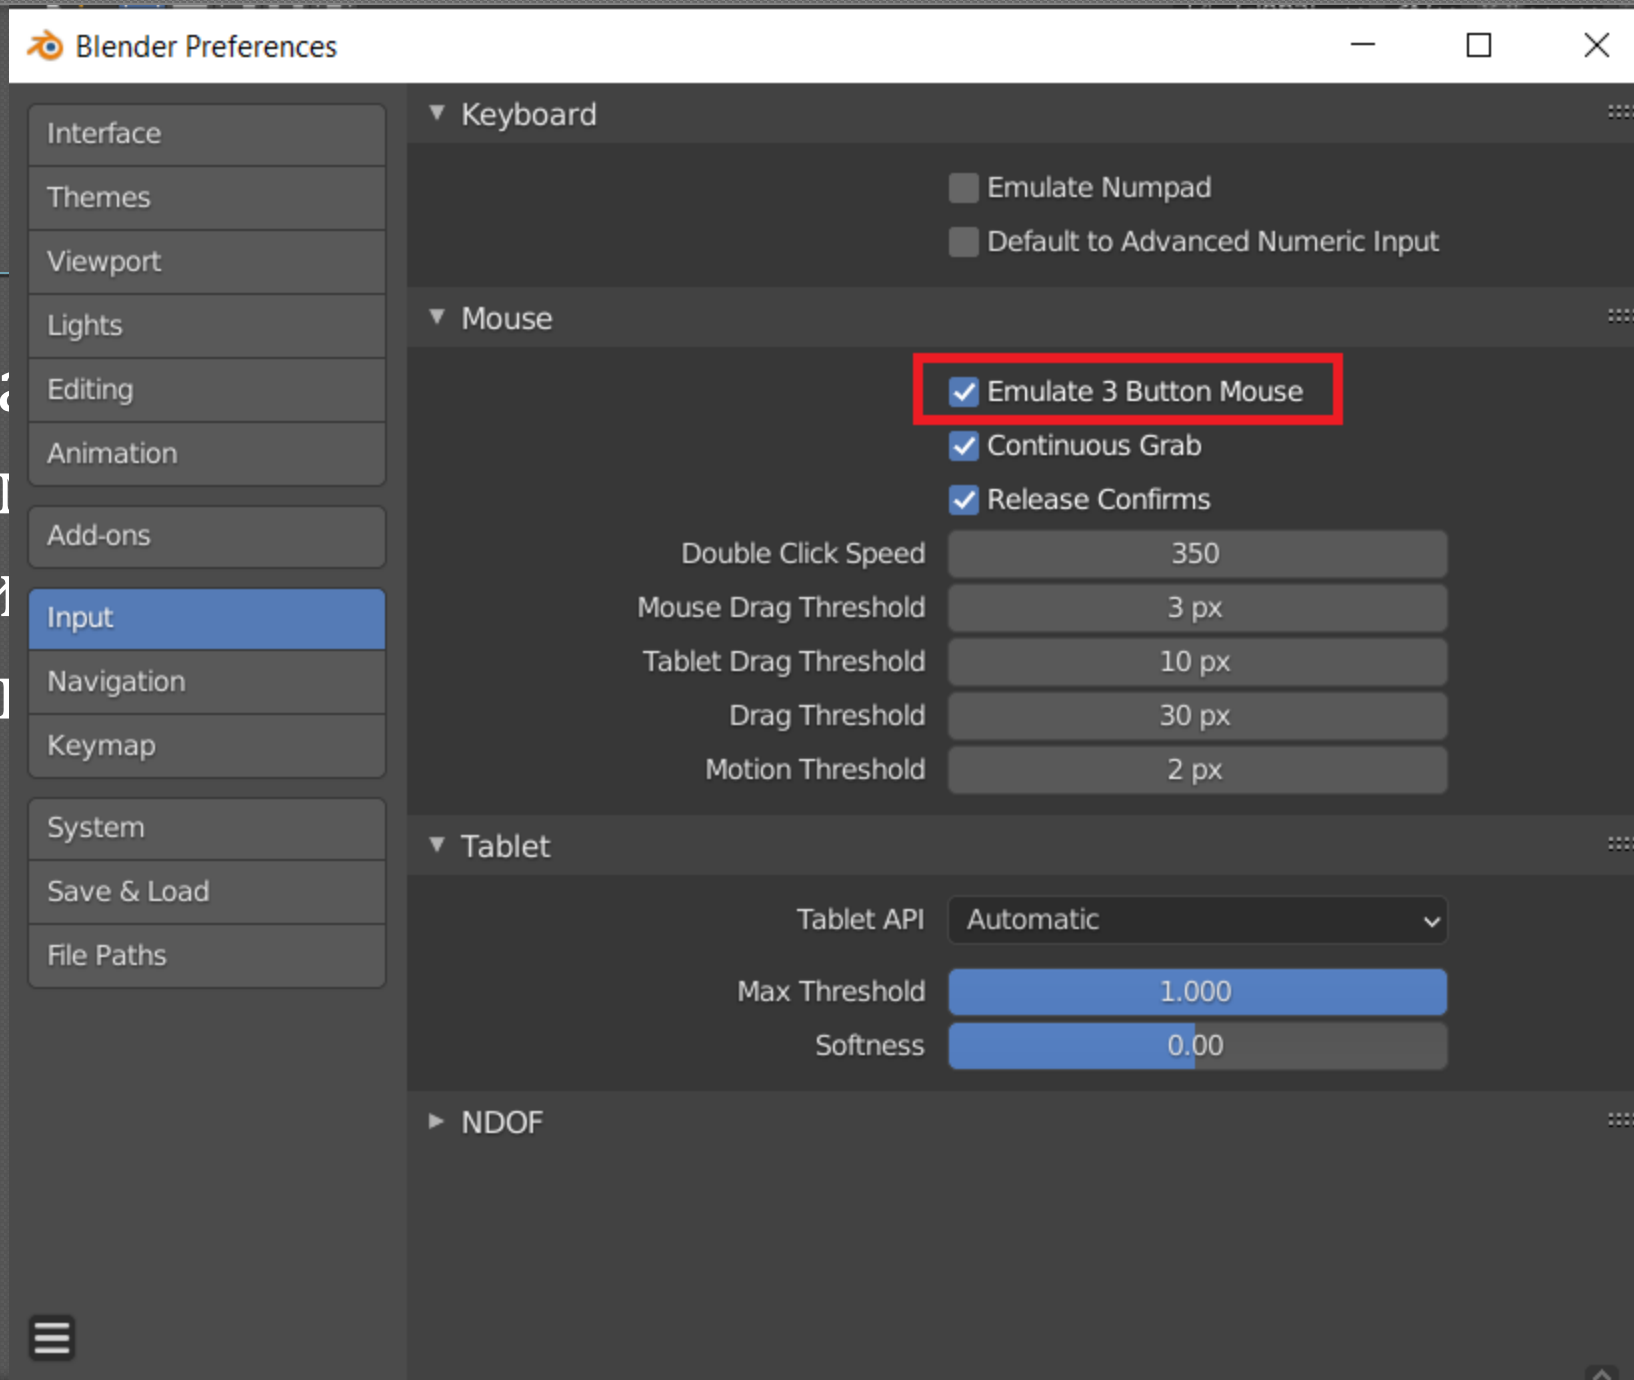 Blender Preferences
Interface
Themes
Viewport
Lights
Editing
Animation
Add-ons
Input
Navigation
Keymap
System
Save & Load
File Paths
Keyboard
Emulate Numpad
Default to Advanced Numeric Input
Mouse
Emulate 3 Button Mouse
Continuous Grab
Release Confirms
Double Click Speed 350
Mouse Drag Threshold 3 px
Tablet Drag Threshold 10 px
Drag Threshold 30 px
Motion Threshold 2 px
Tablet
Tablet API Automatic
Max Threshold 1.000
Softness 0.00
NDOF